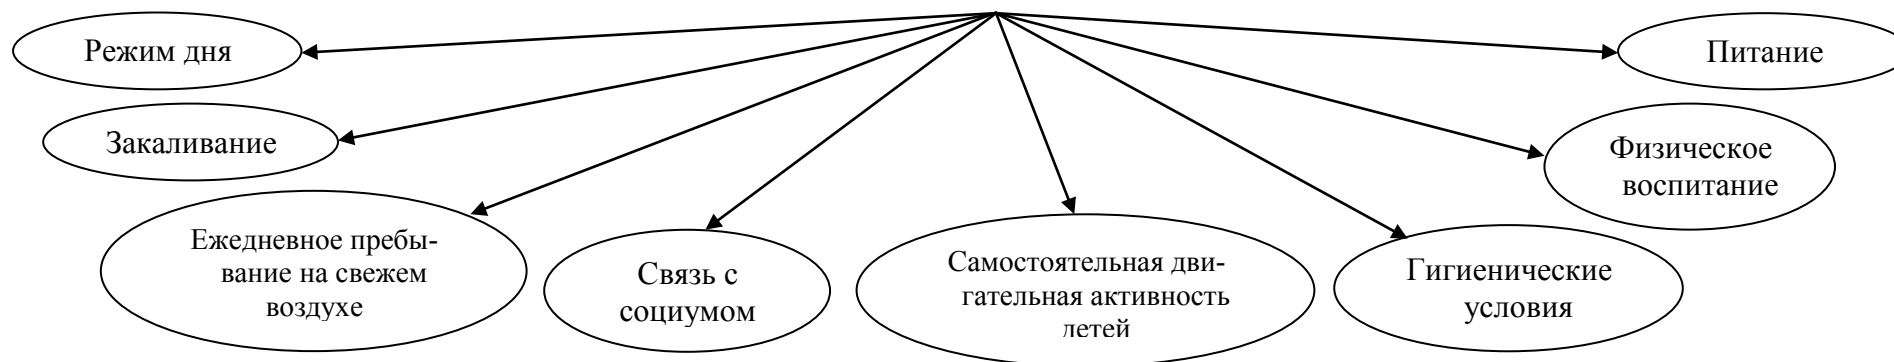 Режим дня
Питание
Закаливание
Физическое
воспитание
Ежедневное пребы-
вание на свежем
воздухе
Связь с
социумом
Самостоятельная дви-
гательная активность
детей
Гигиенические
условия